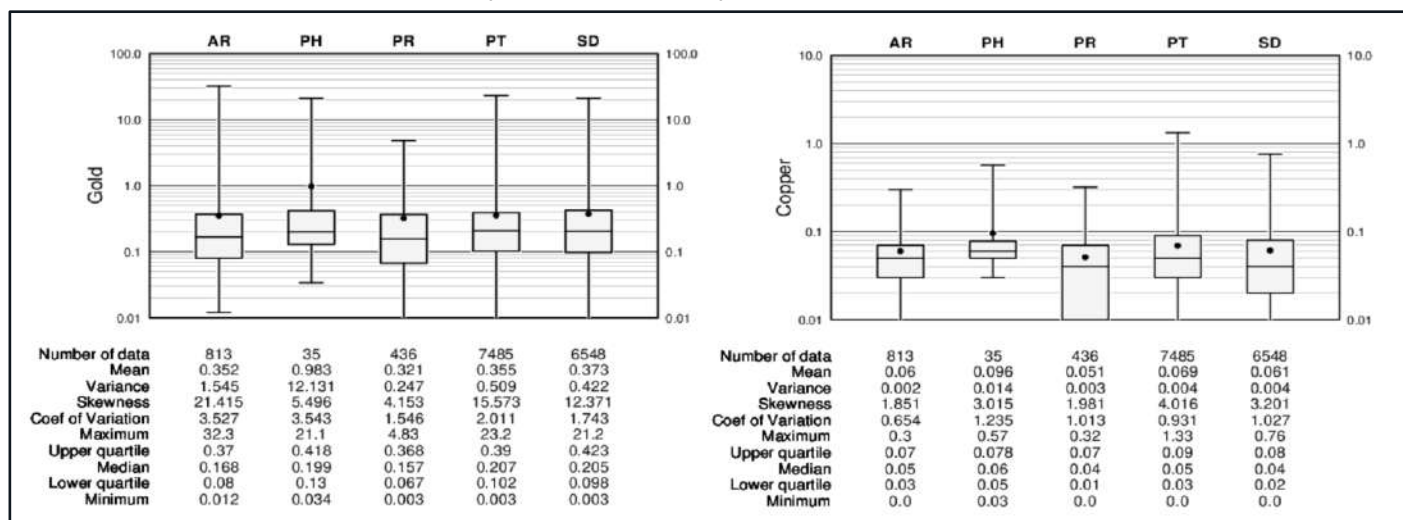 AR PH PR PT SD
100.0 100.0
10.0 10.0
1.0 1.0
0.1 0.1
0.01 0.01
Gold
Number of data 813 35 436 7485 6548
Mean 0.352 0.983 0.321 0.355 0.373
Variance 1.545 12.131 0.247 0.509 0.422
Skewness 21.415 5.496 4.153 15.573 12.371
Coef of Variation 3.527 3.543 1.546 2.011 1.743
Maximum 32.3 21.1 4.83 23.2 21.2
Upper quartile 0.37 0.418 0.368 0.39 0.423
Median 0.168 0.199 0.157 0.207 0.205
Lower quartile 0.08 0.13 0.067 0.102 0.098
Minimum 0.012 0.034 0.003 0.003 0.003
AR PH PR PT SD
10.0 10.0
1.0 1.0
0.1 0.1
0.01 0.01
Copper
Number of data 813 35 436 7485 6548
Mean 0.06 0.096 0.051 0.069 0.061
Variance 0.002 0.014 0.003 0.004 0.004
Skewness 1.851 3.015 1.981 4.016 3.201
Coef of Variation 0.654 1.235 1.013 0.931 1.027
Maximum 0.3 0.57 0.32 1.33 0.76
Upper quartile 0.07 0.078 0.07 0.09 0.08
Median 0.05 0.06 0.04 0.05 0.04
Lower quartile 0.03 0.05 0.01 0.03 0.02
Minimum 0.0 0.03 0.0 0.0 0.0